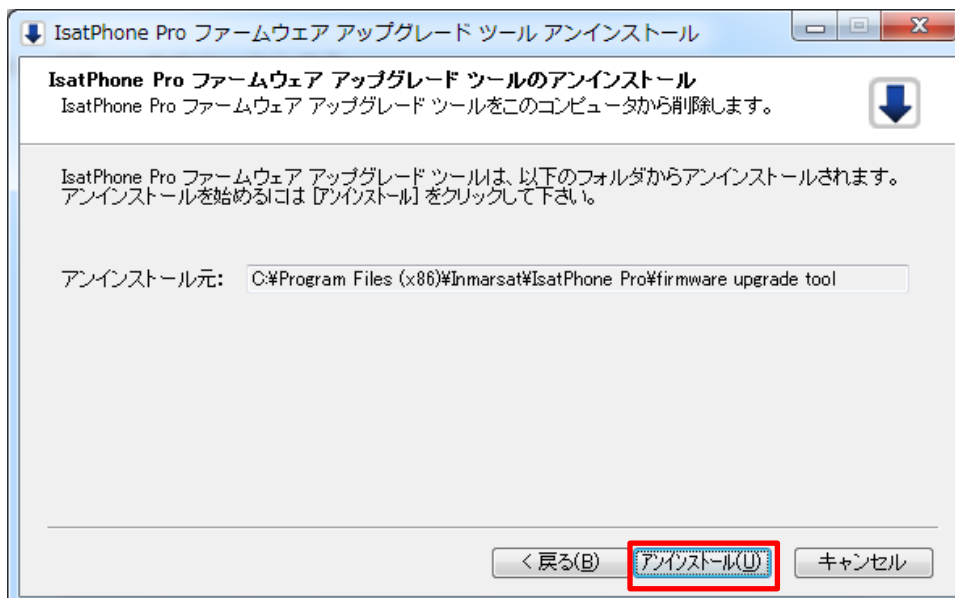 IsatPhone Pro ファームウエア アップグレード ツール アンインストール
IsatPhone Pro ファームウェア アップグレード ツールのアンインストール
IsatPhone Pro ファームウェア アップグレード ツールをこのコンピュータから削除します。
IsatPhone Pro ファームウェア アップグレード ツールは、以下のフォルダからアンインストールされます。
アンインストールを始めるには [ｱﾝｲﾝｽﾄｰﾙ] をクリックして下さい。
アンインストール元: C:¥Program Files (x86)¥Inmarsat¥IsatPhone Pro¥firmware upgrade tool
< 戻る(B) ｱﾝｲﾝｽﾄｰﾙ(U) キャンセル